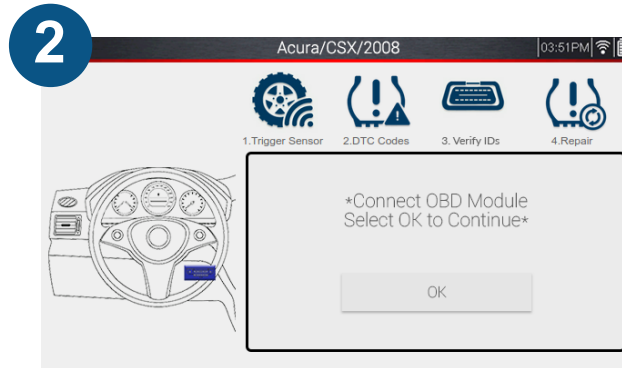 2
Acura/CSX/2008
03:51PM
1.Trigger Sensor
2.DTC Codes
3. Verify IDs
4.Repair
*Connect OBD Module
Select OK to Continue*
OK